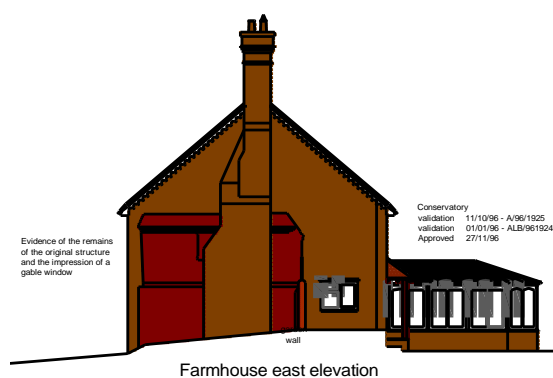 Evidence of the remains
of the original structure
and the impression of a
gable window
Conservatory
validation 11/10/96 - A/96/1925
validation 01/01/96 - ALB/961924
Approved 27/11/96
wall
Farmhouse east elevation